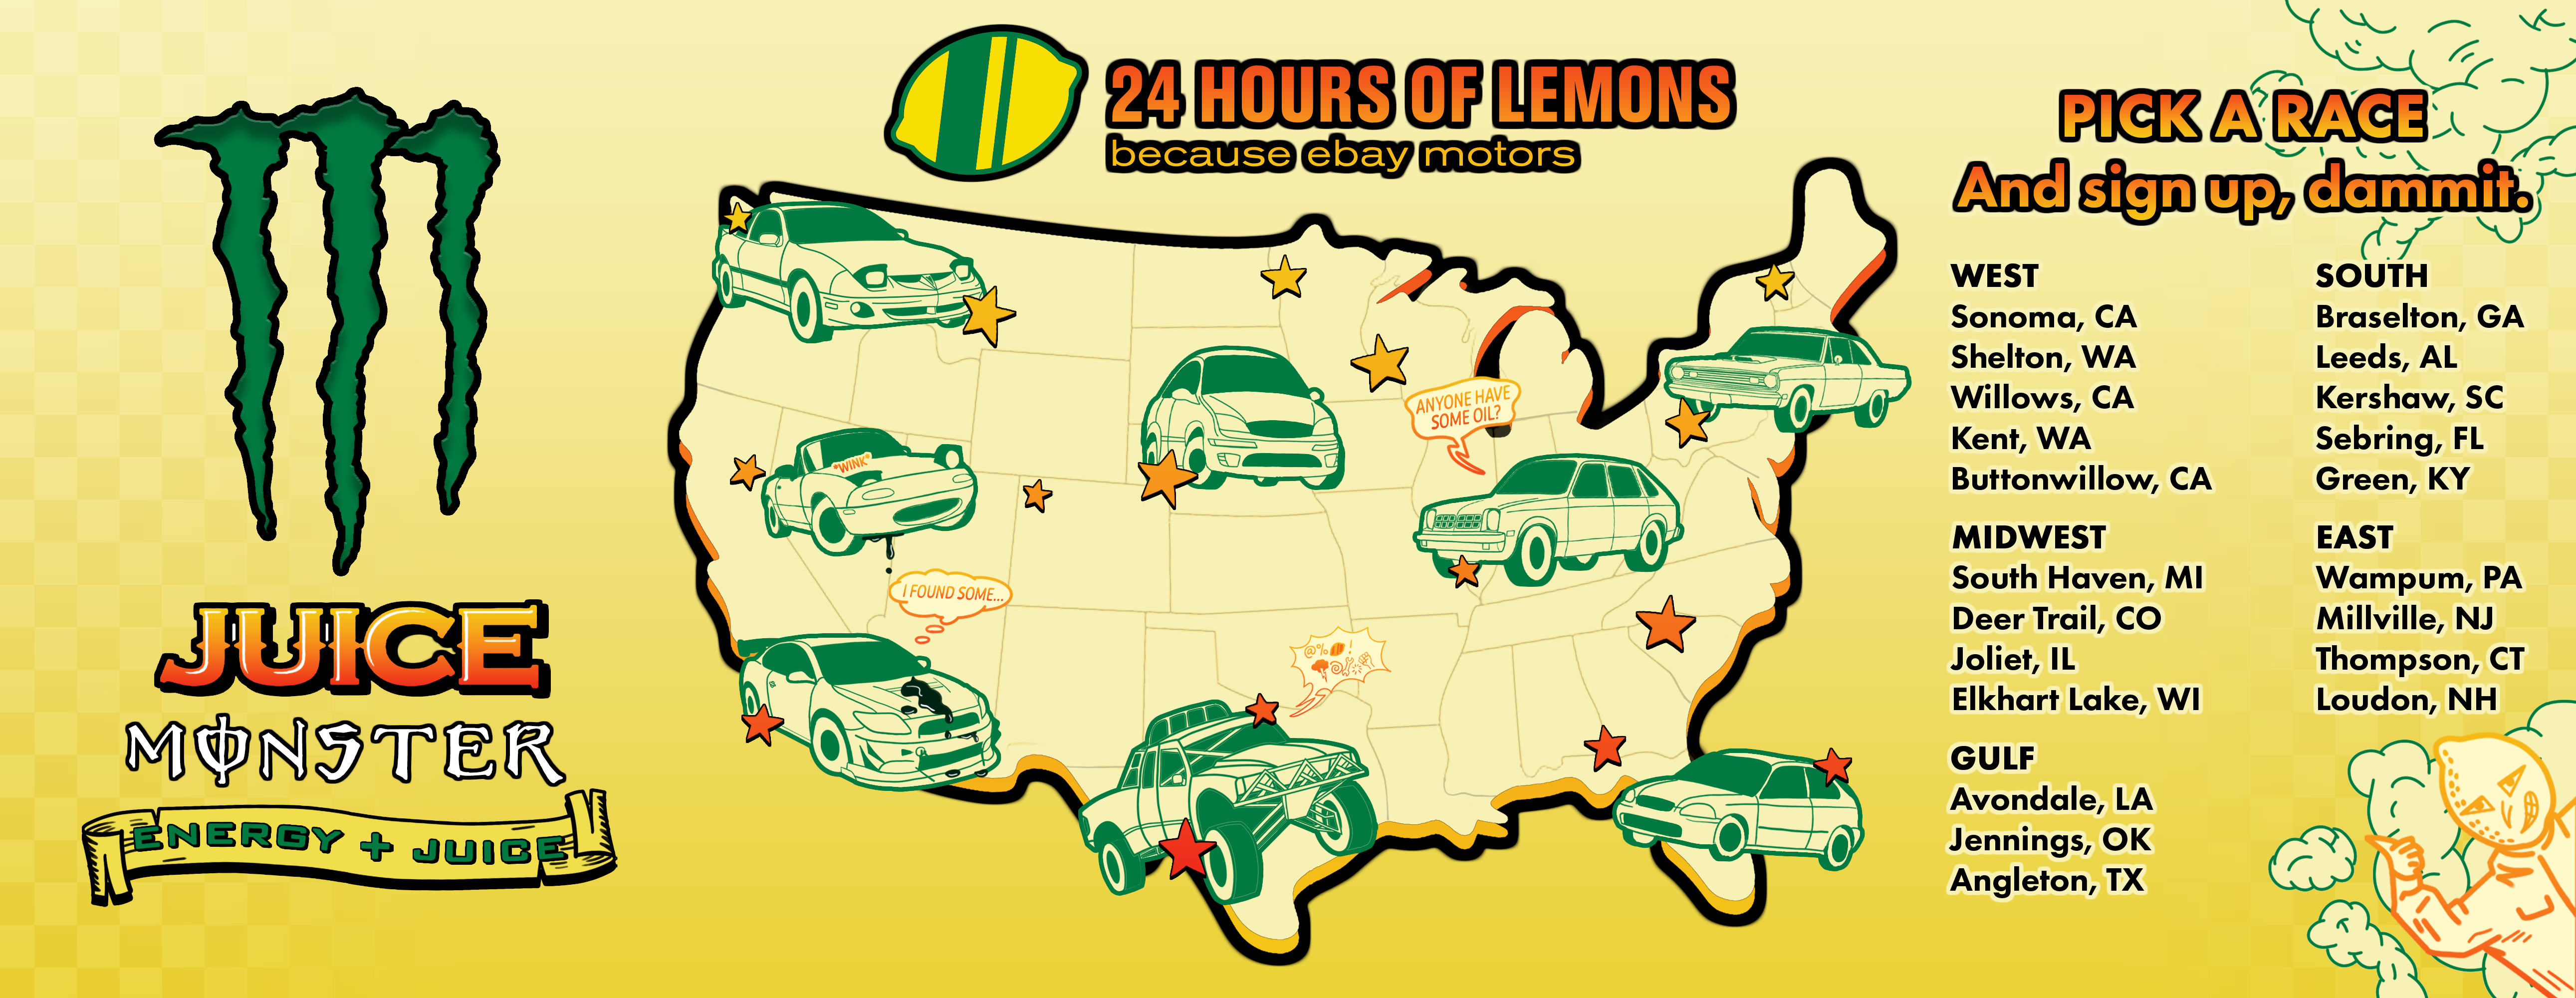 JUICE
MONSTER
ENERGY + JUICE
24 HOURS OF LEMONS
because ebay motors
*WINK*
ANYONE HAVE
SOME OIL?
I FOUND SOME...
@%!
PICK A RACE
And sign up, dammit.
WEST
Sonoma, CA
Shelton, WA
Willows, CA
Kent, WA
Buttonwillow, CA
MIDWEST
South Haven, MI
Deer Trail, CO
Joliet, IL
Elkhart Lake, WI
GULF
Avondale, LA
Jennings, OK
Angleton, TX
SOUTH
Braselton, GA
Leeds, AL
Kershaw, SC
Sebring, FL
Green, KY
EAST
Wampum, PA
Millville, NJ
Thompson, CT
Loudon, NH